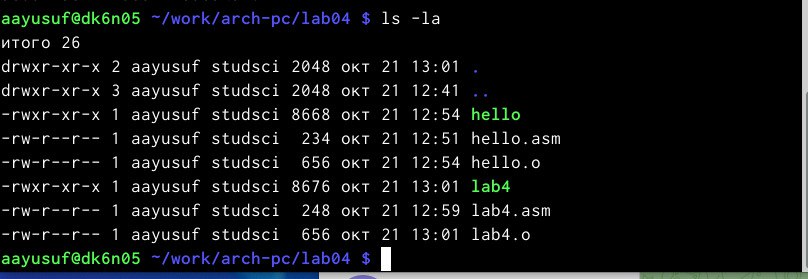 aayusuf@dk6n05 ~/work/arch-pc/lab04 $ ls -la
итого 26
drwxr-xr-x 2 aayusuf studsci 2048 окт 21 13:01 .
drwxr-xr-x 3 aayusuf studsci 2048 окт 21 12:41 ..
-rwxr-xr-x 1 aayusuf studsci 8668 окт 21 12:54 hello
-rw-r--r-- 1 aayusuf studsci  234 окт 21 12:51 hello.asm
-rw-r--r-- 1 aayusuf studsci  656 окт 21 12:54 hello.o
-rwxr-xr-x 1 aayusuf studsci 8676 окт 21 13:01 lab4
-rw-r--r-- 1 aayusuf studsci  248 окт 21 12:59 lab4.asm
-rw-r--r-- 1 aayusuf studsci  656 окт 21 13:01 lab4.o
aayusuf@dk6n05 ~/work/arch-pc/lab04 $